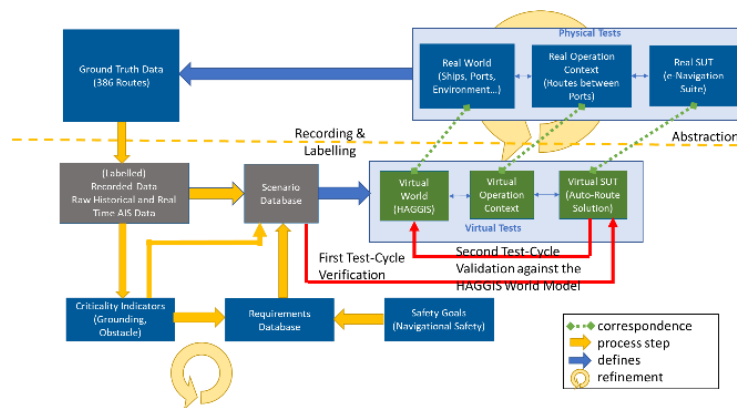 Physical Tests
Ground Truth Data
(386 Routes)
Real World
(Ships, Ports,
Environment...)
Real Operation
Context
(Routes between
Ports)
Real SUT
(e-Navigation
Suite)
Recording &
Labelling
Abstraction
(Labelled)
Recorded Data
Raw Historical and Real
Time AIS Data
Scenario
Database
Virtual
World
(HAGGIS)
Virtual
Operation
Context
Virtual SUT
(Auto-Route
Solution)
Virtual Tests
First Test-Cycle
Verification
Second Test-Cycle
Validation against the
HAGGIS World Model
Criticality Indicators
(Grounding,
Obstacle)
Requirements
Database
Safety Goals
(Navigational Safety)
correspondence
process step
defines
refinement